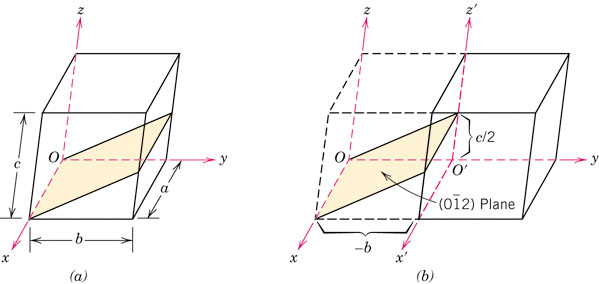 z
c
O
y
a
b
x
(a)
z
z′
c/2
O
y
O′
(01̄2) Plane
–b
x
x′
(b)